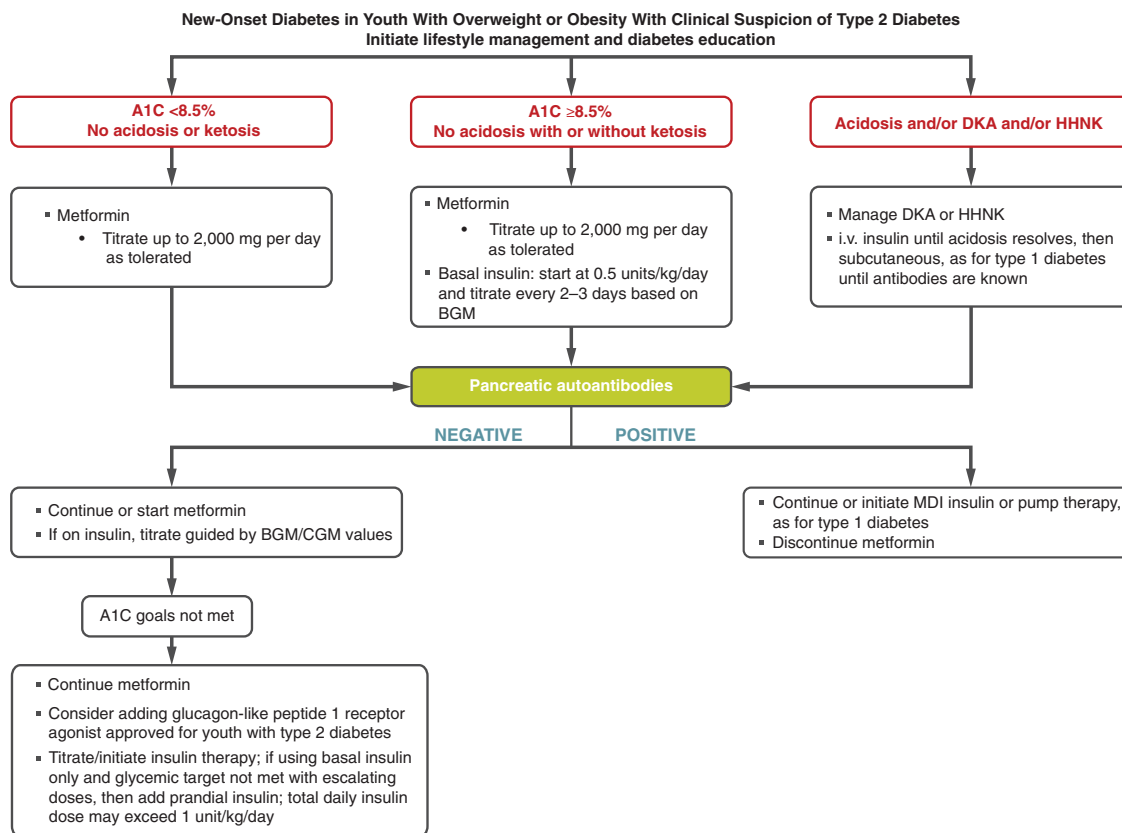 New-Onset Diabetes in Youth With Overweight or Obesity With Clinical Suspicion of Type 2 Diabetes
Initiate lifestyle management and diabetes education
A1C <8.5%
No acidosis or ketosis
A1C ≥8.5%
No acidosis with or without ketosis
Acidosis and/or DKA and/or HHNK
▪ Metformin
• Titrate up to 2,000 mg per day
as tolerated
▪ Metformin
• Titrate up to 2,000 mg per day
as tolerated
▪ Basal insulin: start at 0.5 units/kg/day
and titrate every 2–3 days based on
BGM
▪ Manage DKA or HHNK
▪ i.v. insulin until acidosis resolves, then
subcutaneous, as for type 1 diabetes
until antibodies are known
Pancreatic autoantibodies
NEGATIVE
POSITIVE
▪ Continue or start metformin
▪ If on insulin, titrate guided by BGM/CGM values
▪ Continue or initiate MDI insulin or pump therapy,
as for type 1 diabetes
▪ Discontinue metformin
A1C goals not met
▪ Continue metformin
▪ Consider adding glucagon-like peptide 1 receptor
agonist approved for youth with type 2 diabetes
▪ Titrate/initiate insulin therapy; if using basal insulin
only and glycemic target not met with escalating
doses, then add prandial insulin; total daily insulin
dose may exceed 1 unit/kg/day